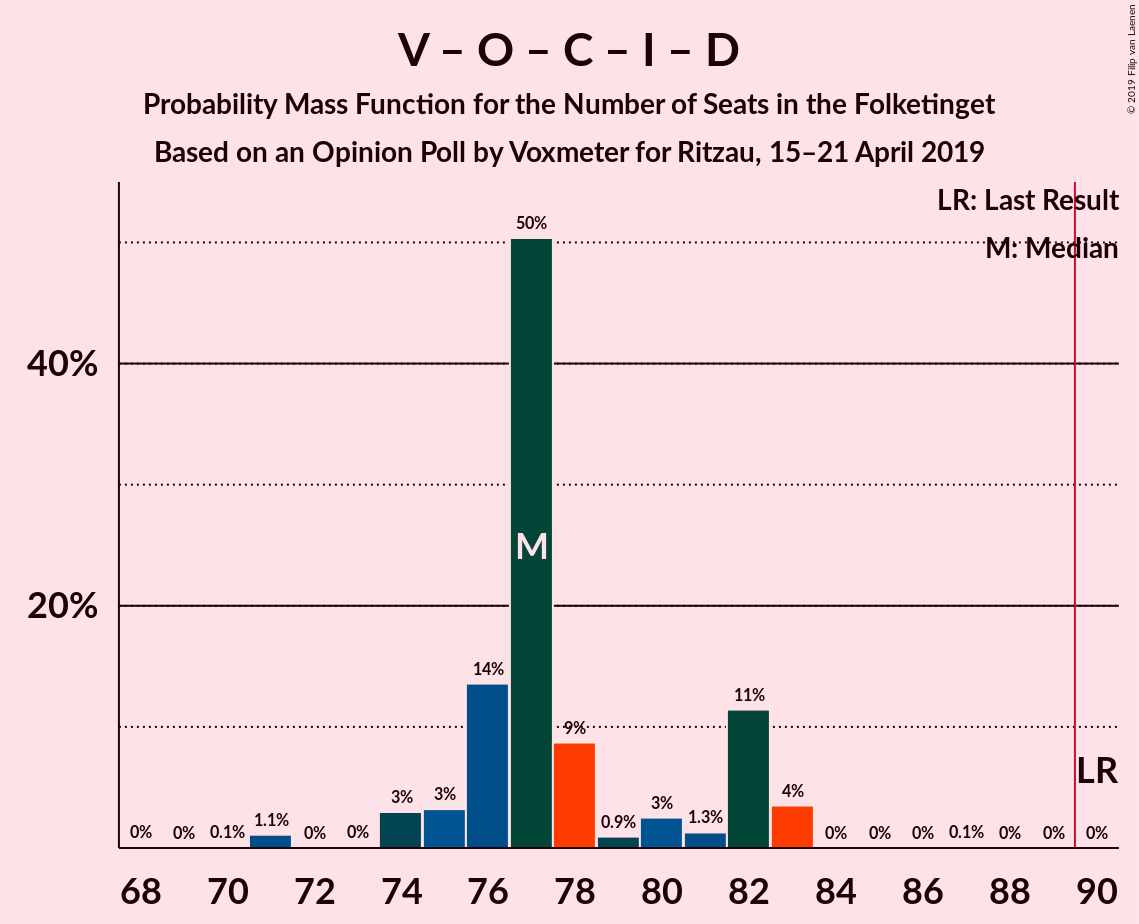 V – O – C – I – D
Probability Mass Function for the Number of Seats in the Folketinget
Based on an Opinion Poll by Voxmeter for Ritzau, 15–21 April 2019
© 2019 Filip van Laenen
LR: Last Result
M: Median
50%
40%
M
20%
14%
11%
9%
LR
4%
3%
3%
3%
1.3%
1.1%
0.9%
0%
0%
0.1%
0%
0%
0%
0%
0%
0.1%
0%
0%
0%
68 70 72 74 76 78 80 82 84 86 88 90